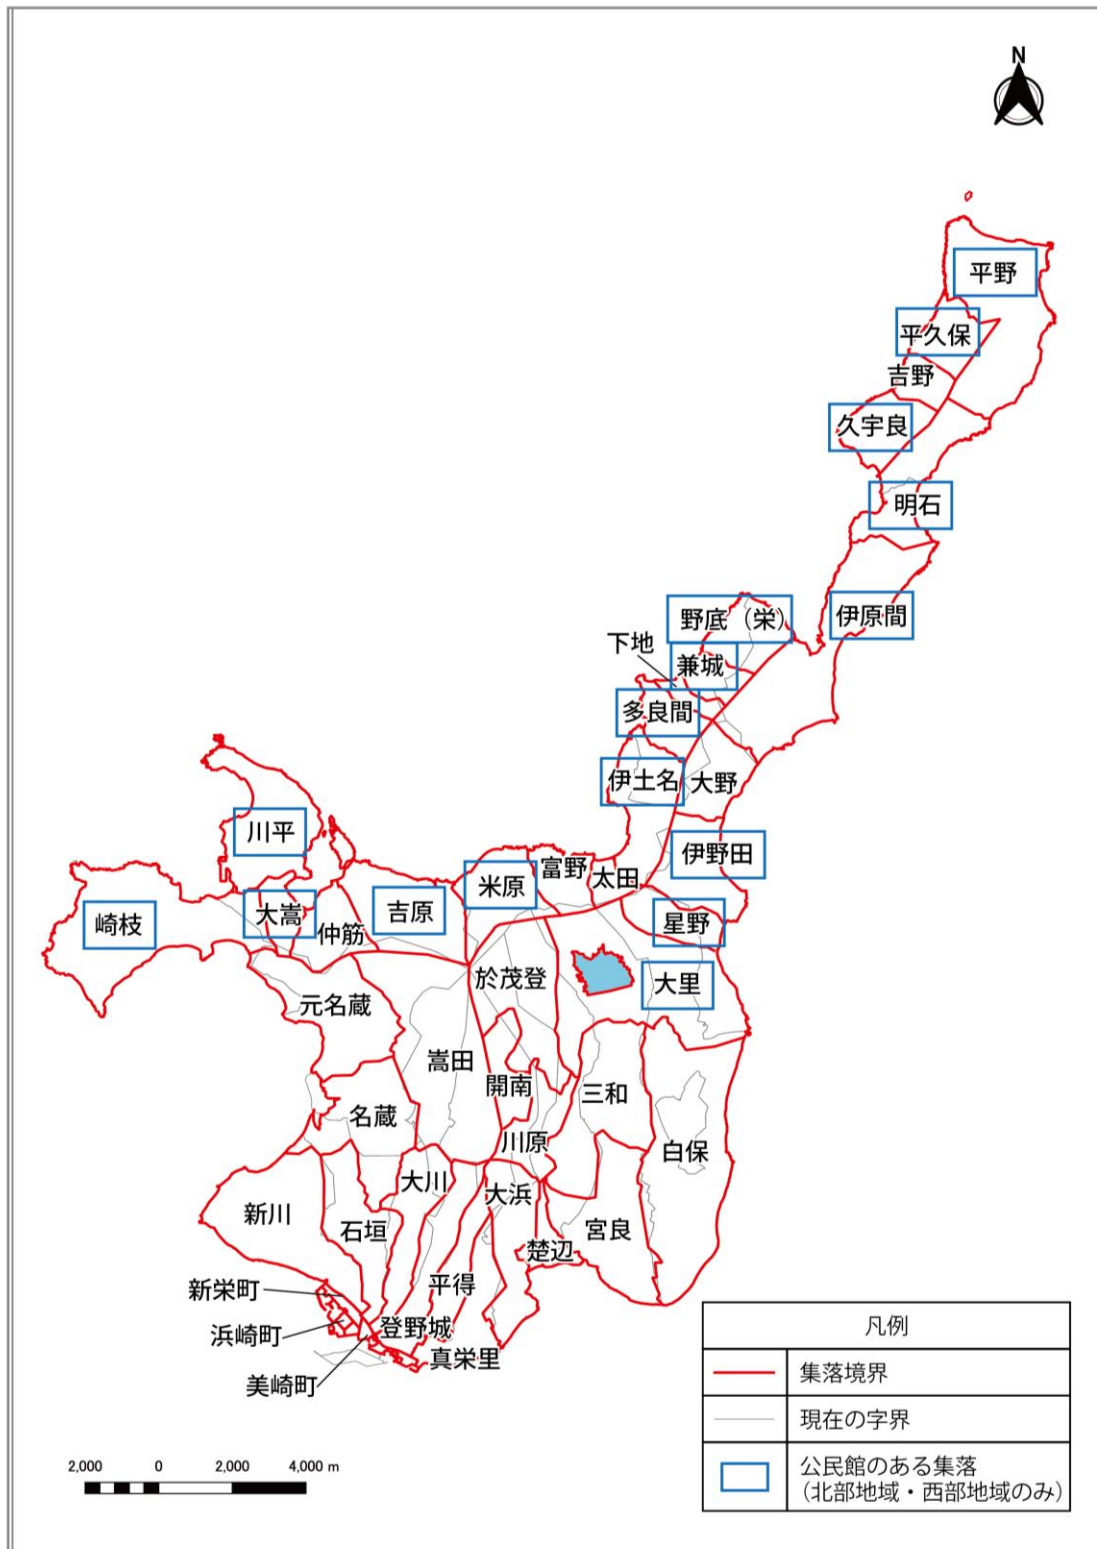 N
平野
平久保
吉野
久宇良
明石
野底（栄）
伊原間
下地
兼城
多良間
伊土名
大野
川平
伊野田
富野
太田
米原
吉原
大嵩
崎枝
仲筋
星野
大里
於茂登
元名蔵
嵩田
開南
三和
名蔵
川原
白保
大川
大浜
新川
石垣
宮良
楚辺
新栄町
平得
浜崎町
登野城
真栄里
美崎町
凡例
集落境界
現在の字界
公民館のある集落
（北部地域・西部地域のみ）
2,000 0 2,000 4,000 m